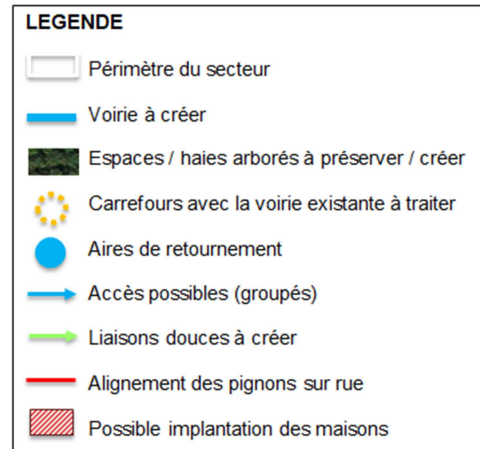 LEGENDE
Périmètre du secteur
Voirie à créer
Espaces / haies arborés à préserver / créer
Carrefours avec la voirie existante à traiter
Aires de retournement
Accès possibles (groupés)
Liaisons douces à créer
Alignement des pignons sur rue
Possible implantation des maisons